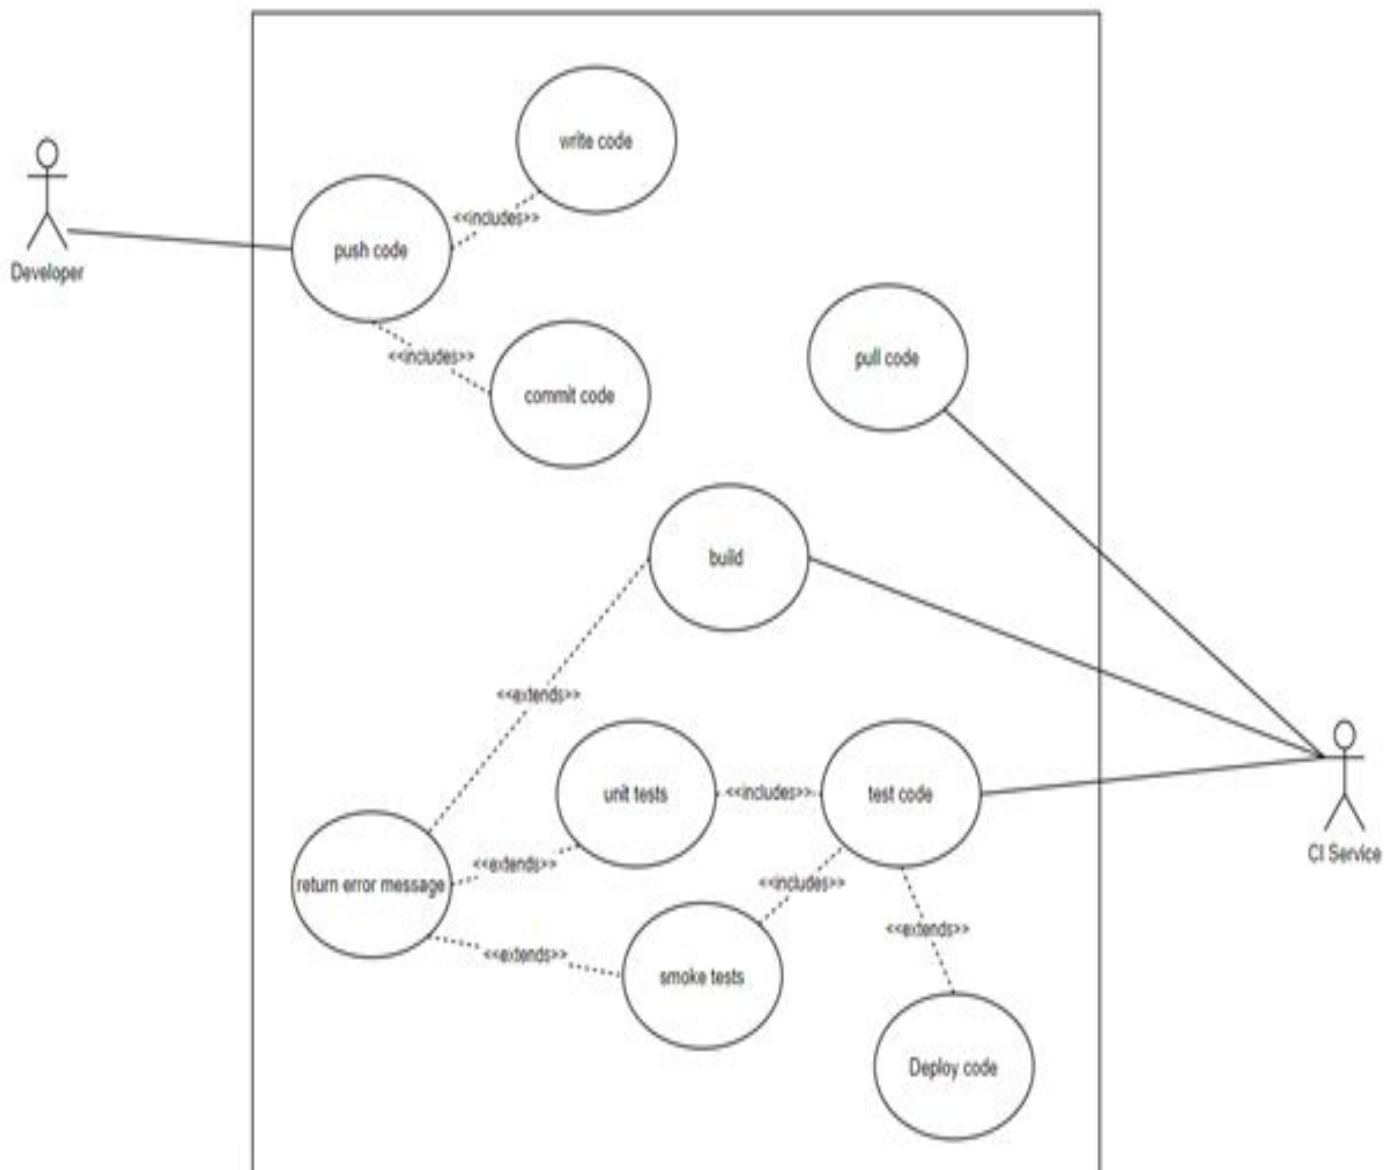 write code
<<includes>>
push code
Developer
<<includes>>
commit code
pull code
build
<<extends>>
unit tests
<<includes>>
test code
<<extends>>
return error message
<<includes>>
<<extends>>
<<extends>>
smoke tests
Deploy code
CI Service